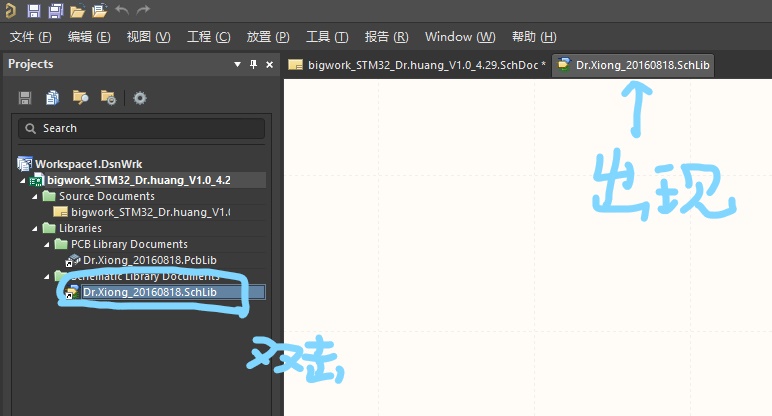 文件 (F) 编辑 (E) 视图 (V) 工程 (C) 放置 (P) 工具 (T) 报告 (R) Window (W) 帮助 (H)
Projects
bigwork_STM32_Dr.huang_V1.0_4.29.SchDoc * Dr.Xiong_20160818.SchLib
Search
出现
Workspace1.DsnWrk
bigwork_STM32_Dr.huang_V1.0_4.2
Source Documents
bigwork_STM32_Dr.huang_V1.0
Libraries
PCB Library Documents
Dr.Xiong_20160818.PcbLib
Schematic Library Documents
Dr.Xiong_20160818.SchLib
双击